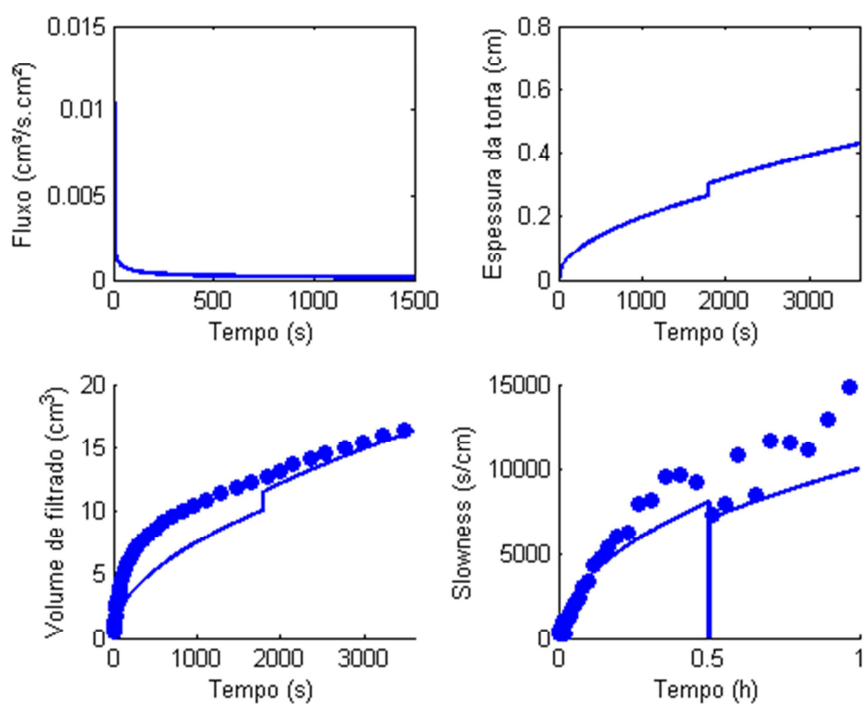 0.015
0.01
0.005
0
Fluxo (cm³/s.cm²)
0 500 1000 1500
Tempo (s)
0.8
0.6
0.4
0.2
0
Espessura da torta (cm)
0 1000 2000 3000
Tempo (s)
20
15
10
5
0
Volume de filtrado (cm³)
0 1000 2000 3000
Tempo (s)
15000
10000
5000
0
Slowness (s/cm)
0 0.5 1
Tempo (h)